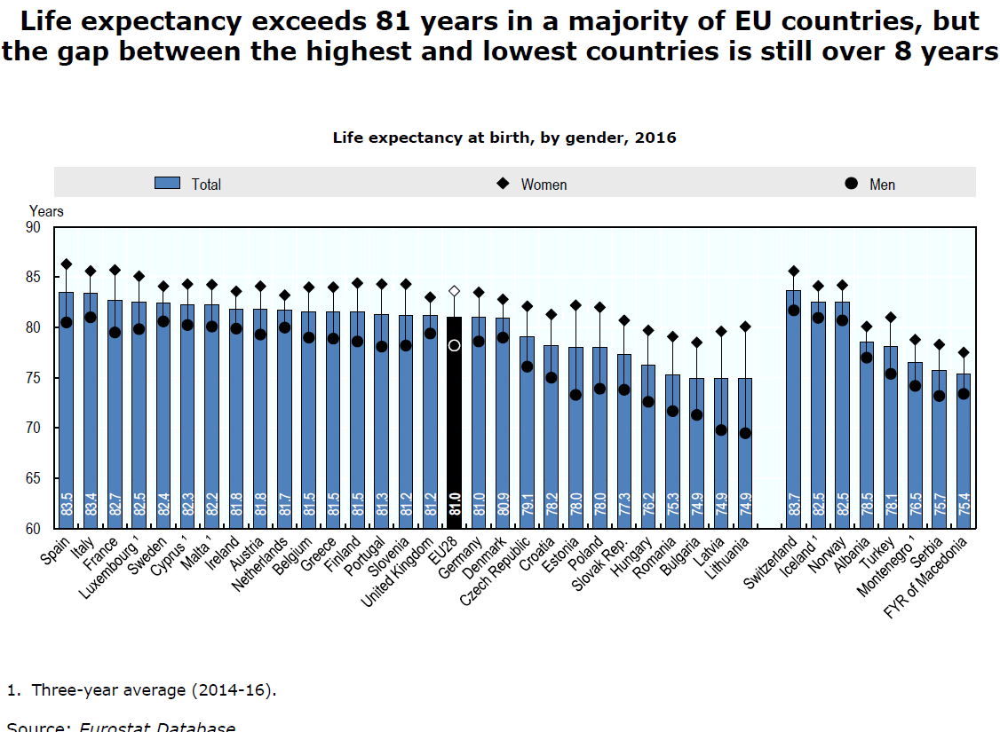 Life expectancy exceeds 81 years in a majority of EU countries, but
the gap between the highest and lowest countries is still over 8 years
Life expectancy at birth, by gender, 2016
Total
Women
Men
Years
90
85
80
75
70
65
60
83.5
83.4
82.7
82.5
82.4
82.3
82.2
81.8
81.8
81.7
81.5
81.5
81.5
81.3
81.2
81.2
81.0
81.0
80.9
79.1
78.2
78.0
78.0
77.3
76.2
75.3
74.9
74.9
74.9
83.7
82.5
82.5
78.5
78.1
76.5
75.7
75.4
Spain
Italy
France
Luxembourg ¹
Sweden
Cyprus ¹
Malta ¹
Ireland
Austria
Netherlands
Belgium
Greece
Finland
Portugal
Slovenia
United Kingdom
EU28
Germany
Denmark
Czech Republic
Croatia
Estonia
Poland
Slovak Rep.
Hungary
Romania
Bulgaria
Latvia
Lithuania
Switzerland
Iceland ¹
Norway
Albania
Turkey
Montenegro ¹
Serbia
FYR of Macedonia
1. Three-year average (2014-16).
Source: Eurostat Database